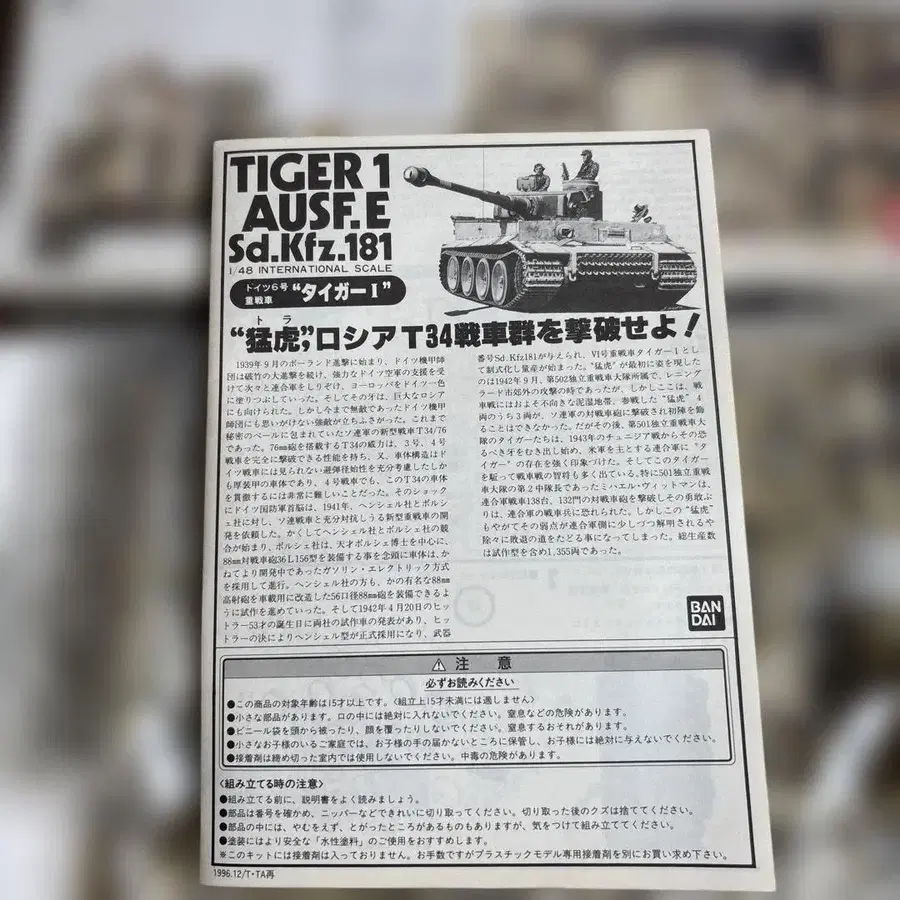 TIGER 1
AUSF.E
Sd.Kfz.181
1/48 INTERNATIONAL SCALE
ドイツ6号
重戦車
“タイガーI”
トラ
“猛虎”,ロシアT34戦車群を撃破せよ!
1939年9月のポーランド進撃に始まり、ドイツ機甲師
団は破竹の大進撃を続け、強力なドイツ空軍の支援を受
けて次々と連合軍をしりぞけ、ヨーロッパをドイツ一色
に塗りつぶしていった。そしてその牙は、巨大なロシア
にも向けられた。しかし今まで無敵であったドイツ機甲
師団にも思いがけない強敵が立ちふさがった。これまで
秘密のベールに包まれていたソ連軍の新型戦車T34/76
であった。76mm砲を搭載するT34の威力は、3号、4号
戦車を完全に撃破できる性能を持ち、又、車体構造はド
イツ戦車には見られない避弾径始性を充分考慮したしか
も厚装甲の車体であり、4号戦車でも、このT34の車体
を貫徹するには非常に難しいことだった。そのショック
にドイツ国防軍首脳は、1941年、ヘンシェル社とポルシ
ェ社に対し、ソ連戦車と充分対抗しうる新型重戦車の開
発を依頼した。かくしてヘンシェル社とポルシェ社の競
合が始まり、ポルシェ社は、天才ポルシェ博士を中心に、
88mm対戦車砲36L156型を装備する事を念頭に車体は、か
ねてより開発中であったガソリン・エレクトリック方式
を採用して進行。ヘンシェル社の方も、かの有名な88mm
高射砲を車載用に改造した56口径88mm砲を装備できるよ
うに試作を進めていった。そして1942年4月20日のヒッ
トラー53才の誕生日に両社の試作車の発表があり、ヒッ
トラーの決によりヘンシェル型が正式採用になり、武器
番号Sd.Kfz181が与えられ、VI号重戦車タイガーIとし
て制式化し量産が始まった。“猛虎”が最初に姿を現した
のは1942年9月、第502独立重戦車大隊所属で、レニング
ラード市郊外の攻撃の時であったが、しかしここは、戦
車戦にはおよそ不向きな泥湿地帯、参戦した“猛虎”4
両のうち3両が、ソ連軍の対戦車砲に撃破され初陣を飾
ることはできなかった。だがその後、第501独立重戦車大
隊のタイガーたちは、1943年のチュニジア戦からその恐
るべき牙をむき出し始め、米軍を主とする連合軍に“タ
イガー”の存在を強く印象づけた。そしてこのタイガー
を駆って戦車戦の智将も多く出ている。特に501独立重戦
車大隊の第2中隊長であったミハエル・ヴィットマンは、
連合軍戦車138台、132門の対戦車砲を撃破しその勇敢ぶ
りは、連合軍の戦車兵に恐れられた。しかしこの“猛虎”
もやがてその弱点が連合軍側に少しづつ解明されるや
徐々に敗退の道をたどる事になってしまった。総生産数
は試作型を含め1,355両であった。
BAN
DAI
⚠注意
必ずお読みください
●この商品の対象年齢は15才以上です。〈組立上15才未満には適しません〉
●小さな部品があります。口の中には絶対に入れないでください。窒息などの危険があります。
●ビニール袋を頭から被ったり、顔を覆ったりしないでください。窒息するおそれがあります。
●小さなお子様のいるご家庭では、お子様の手の届かないところに保管し、お子様には絶対に与えないでください。
●接着剤は締め切った室内では使用しないでください。中毒の危険があります。
〈組み立てる時の注意〉
●組み立てる前に、説明書をよく読みましょう。
●部品は番号を確かめ、ニッパーなどできれいに切り取ってください。切り取った後のクズは捨ててください。
●部品の中には、やむをえず、とがったところがあるものもありますが、気をつけて組み立ててください。
●塗装にはより安全な「水性塗料」のご使用をおすすめします。
※このキットには接着剤は入っておりません。お手数ですがプラスチックモデル専用接着剤を別にお買い求め下さい。
1996.12/T・TA再